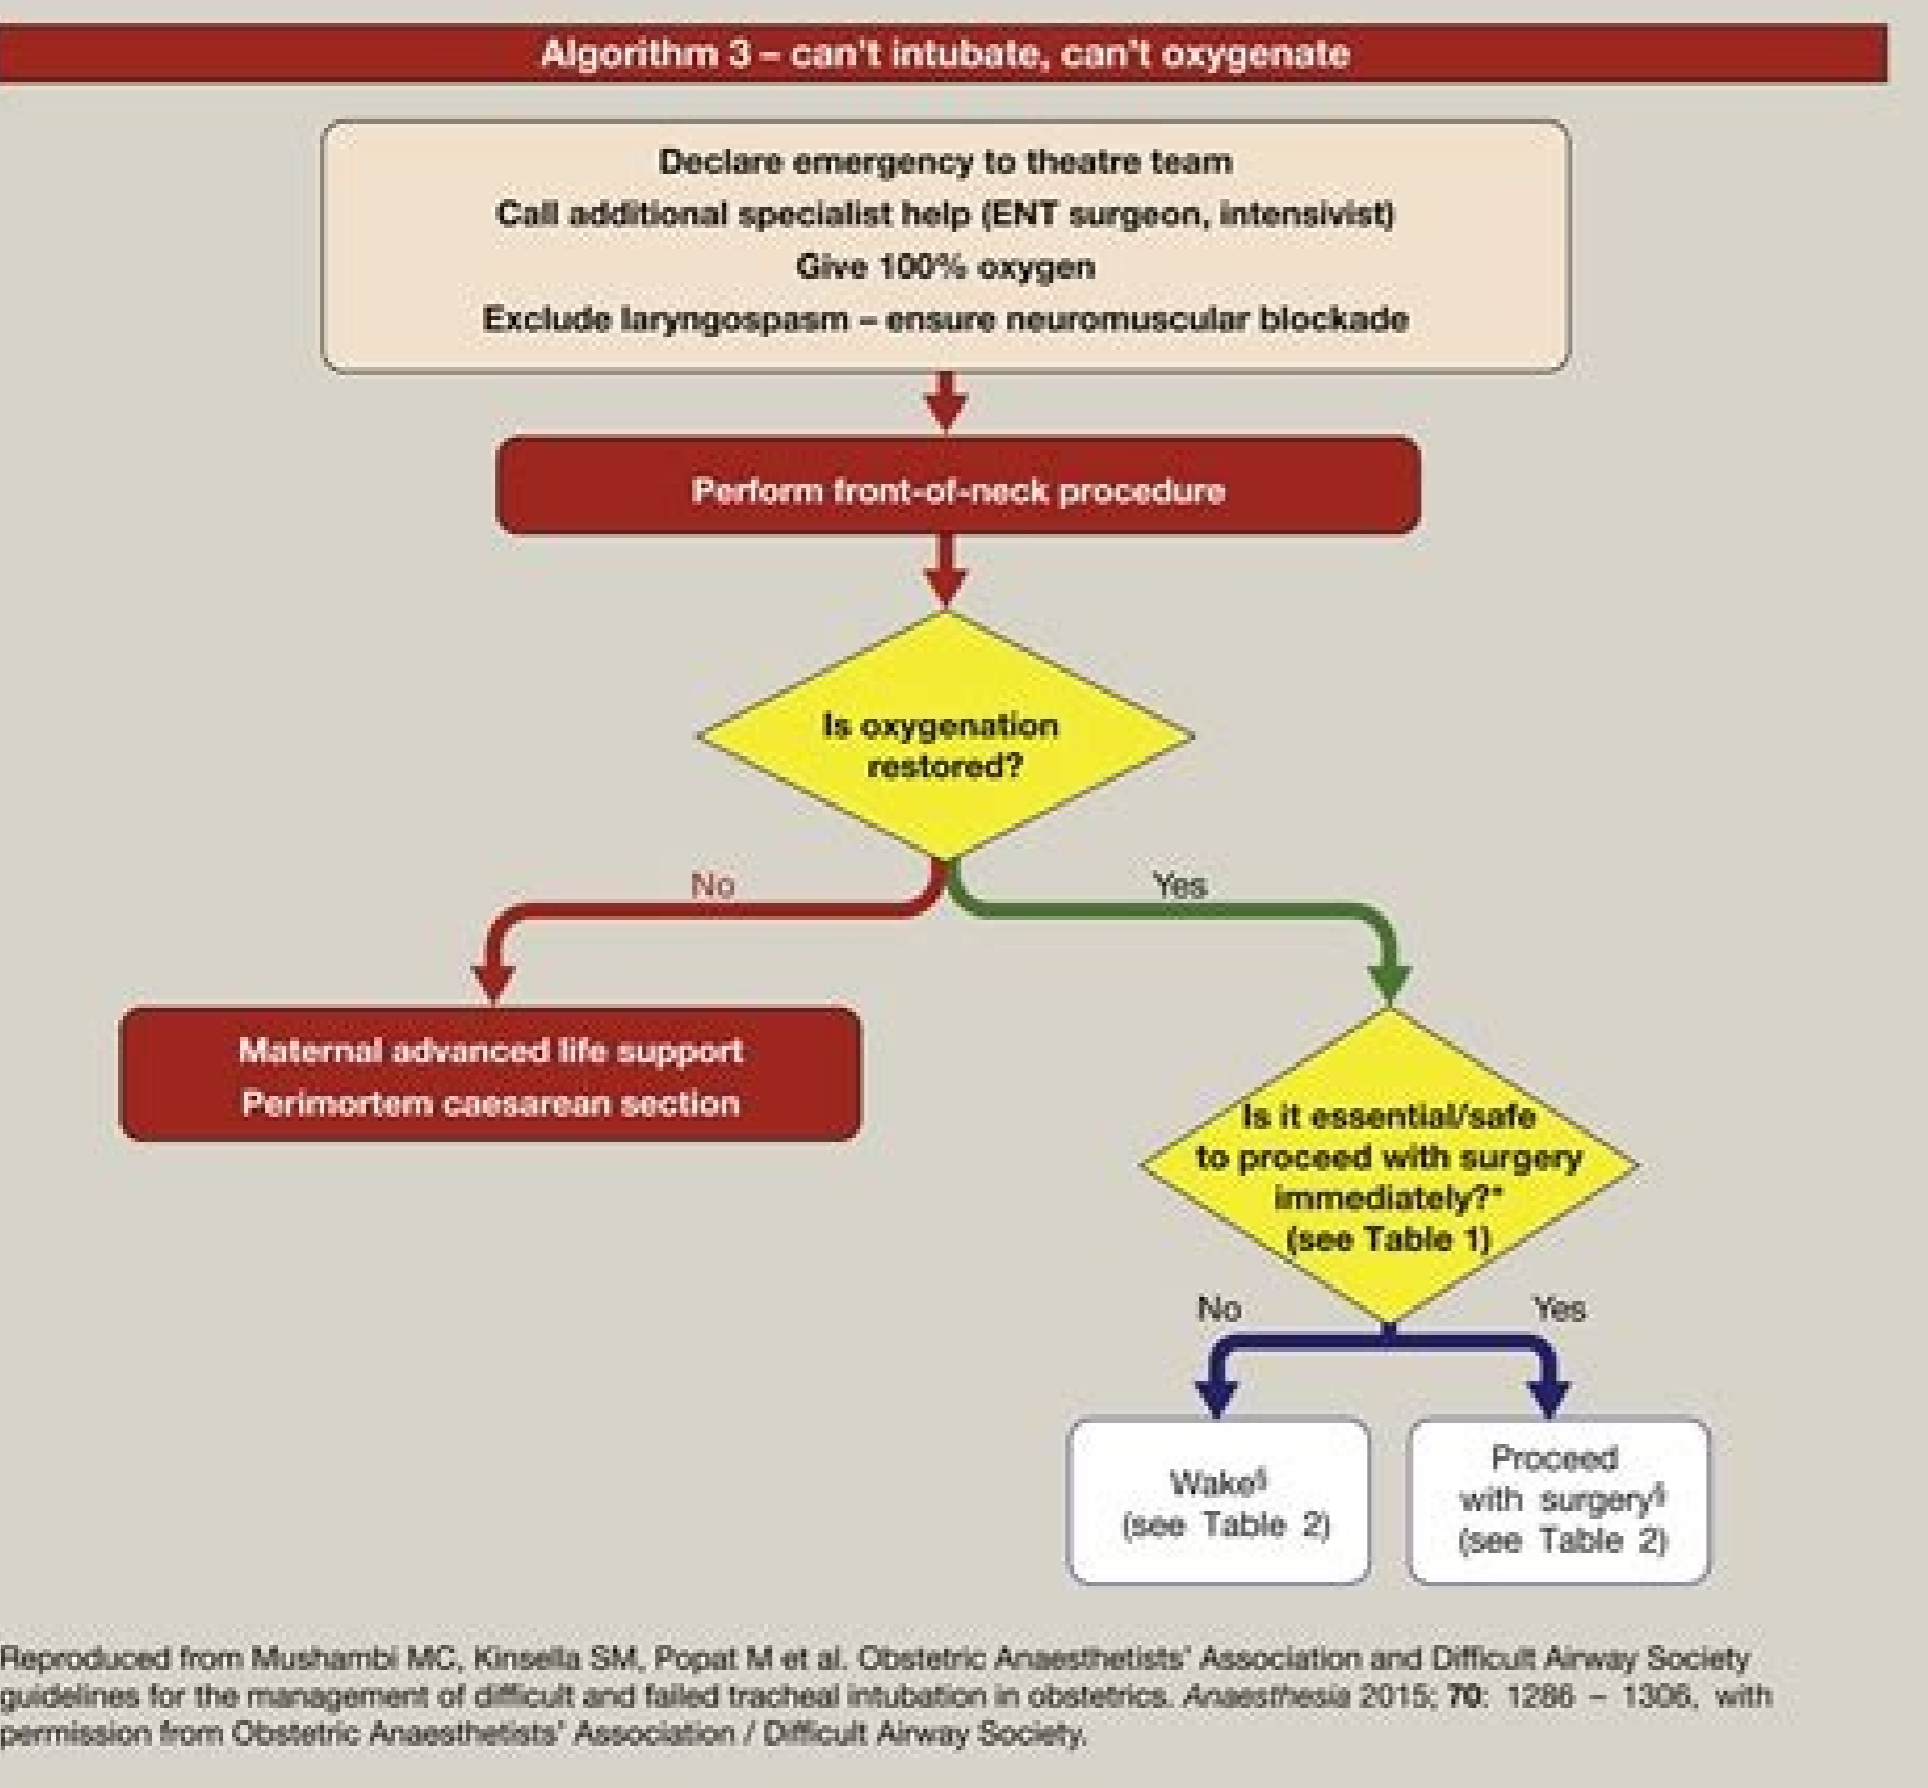 Algorithm 3 – can't intubate, can't oxygenate
Declare emergency to theatre team
Call additional specialist help (ENT surgeon, intensivist)
Give 100% oxygen
Exclude laryngospasm – ensure neuromuscular blockade
Perform front-of-neck procedure
Is oxygenation
restored?
No
Yes
Maternal advanced life support
Perimortem caesarean section
Is it essential/safe
to proceed with surgery
immediately?*
(see Table 1)
No
Yes
Wake§
(see Table 2)
Proceed
with surgery§
(see Table 2)
Reproduced from Mushambi MC, Kinsella SM, Popat M et al. Obstetric Anaesthetists' Association and Difficult Airway Society
guidelines for the management of difficult and failed tracheal intubation in obstetrics. Anaesthesia 2015; 70: 1286 – 1306, with
permission from Obstetric Anaesthetists' Association / Difficult Airway Society.